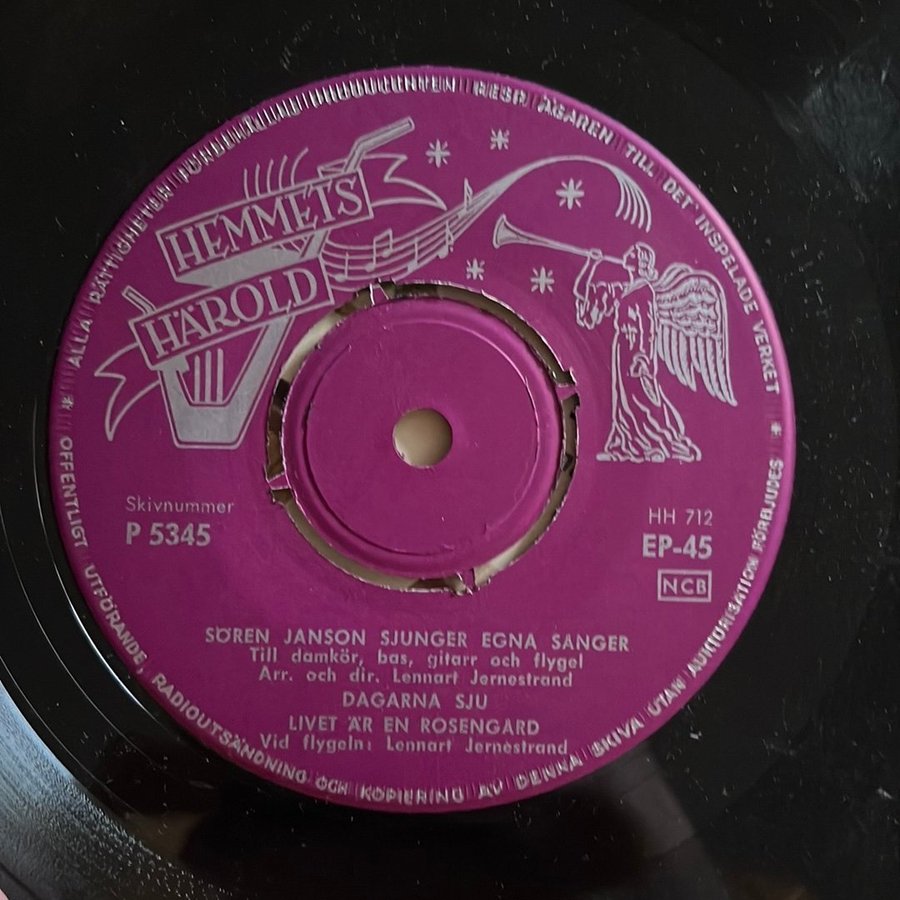 HEMMETS
HÄROLD
Skivnummer
P 5345
HH 712
EP-45
NCB
SÖREN JANSON SJUNGER EGNA SANGER
Till damkör, bas, gitarr och flygel
Arr. och dir. Lennart Jernestrand
DAGARNA SJU
LIVET ÄR EN ROSENGARD
Vid flygeln: Lennart Jernestrand
* ALLA RÄTTIGHETER FÖRBEHÅLLNA PRODUCENTEN RESP. ÄGAREN TILL DET INSPELADE VERKET *
OFFENTLIGT UTFÖRANDE, RADIOUTSÄNDNING OCH KOPIERING AV DENNA SKIVA UTAN AUKTORISATION FÖRBJUDES